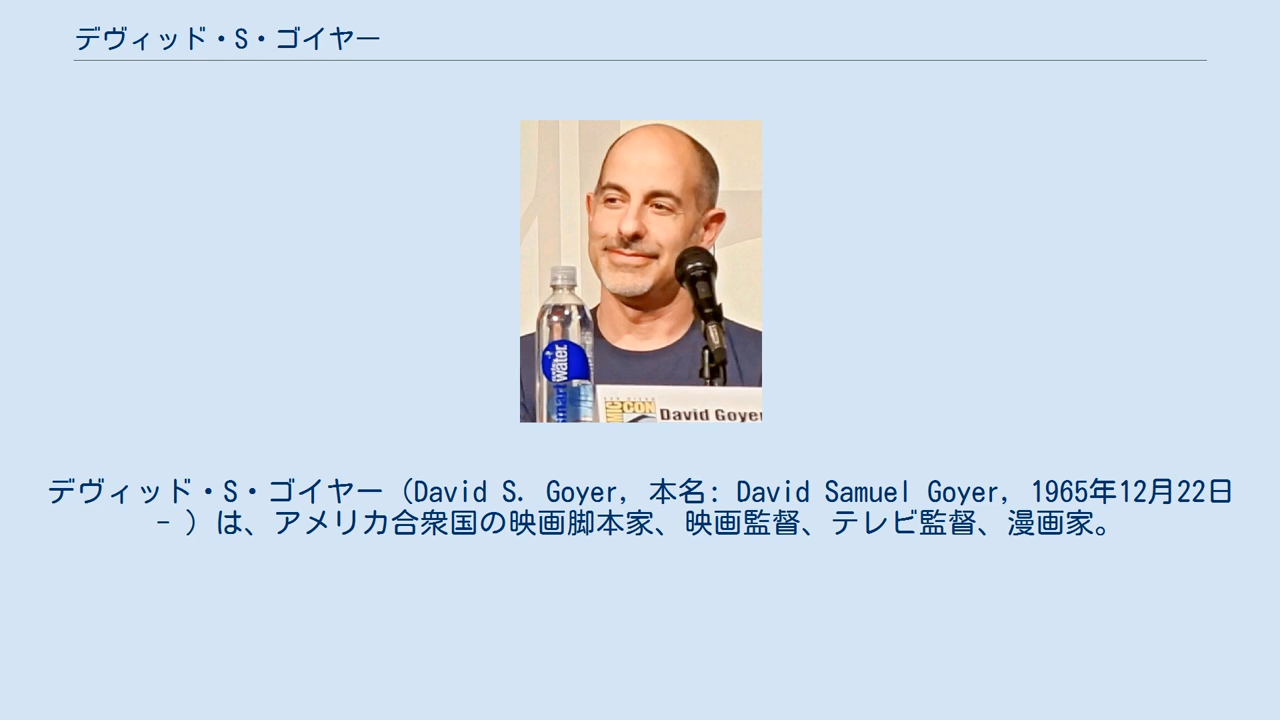 デヴィッド・S・ゴイヤー
smart
water
COMIC CON
David Goyer
デヴィッド・S・ゴイヤー（David S. Goyer, 本名: David Samuel Goyer, 1965年12月22日
- ）は、アメリカ合衆国の映画脚本家、映画監督、テレビ監督、漫画家。